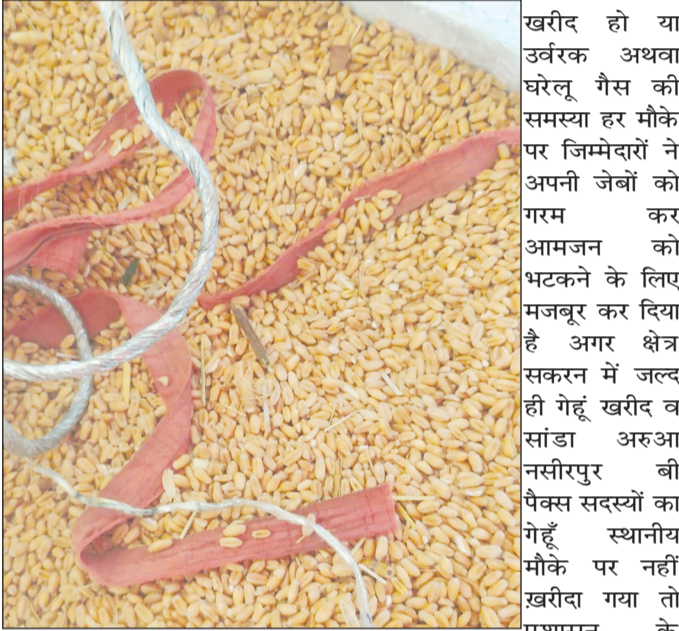 खरीद हो या
उर्वरक अथवा
घरेलू गैस की
समस्या हर मौके
पर जिम्मेदारों ने
अपनी जेबों को
गरम कर
आमजन को
भटकने के लिए
मजबूर कर दिया
है अगर क्षेत्र
सकरन में जल्द
ही गेहूं खरीद व
सांडा अरुआ
नसीरपुर बी
पैक्स सदस्यों का
गेहूँ स्थानीय
मौके पर नहीं
ख़रीदा गया तो